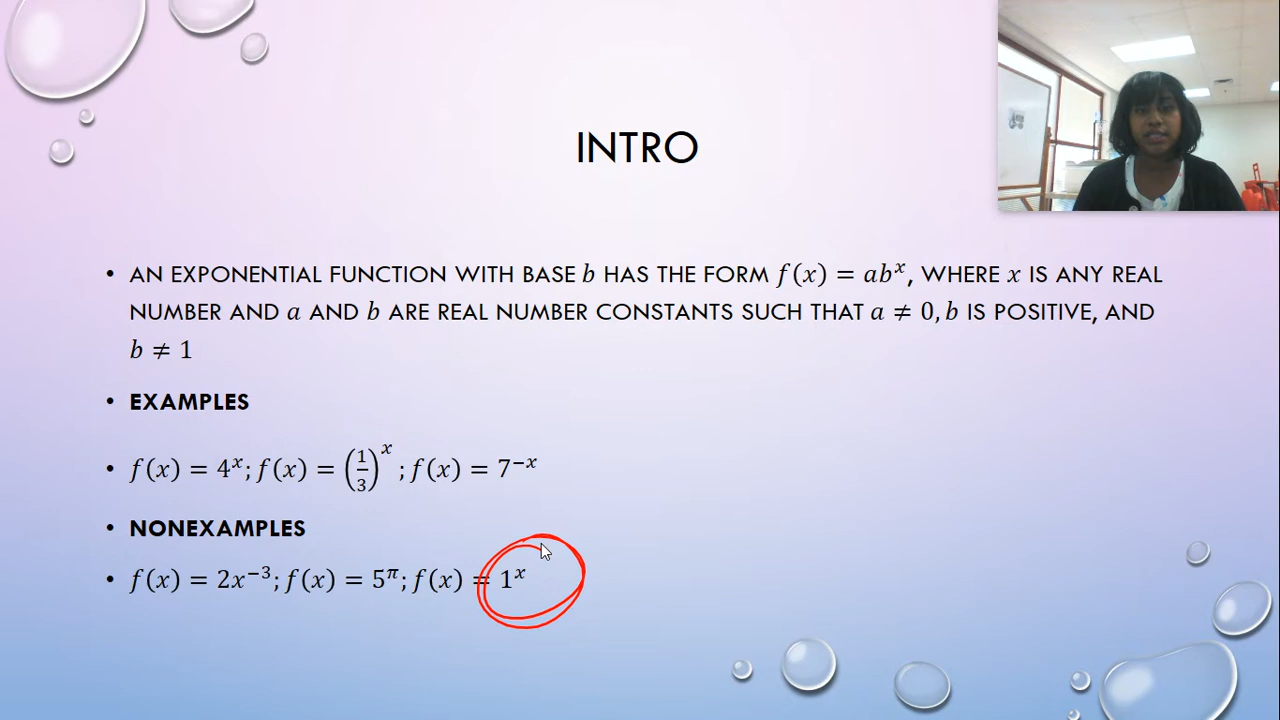 INTRO
• AN EXPONENTIAL FUNCTION WITH BASE b HAS THE FORM f(x) = abˣ, WHERE x IS ANY REAL
NUMBER AND a AND b ARE REAL NUMBER CONSTANTS SUCH THAT a ≠ 0, b IS POSITIVE, AND
b ≠ 1
• EXAMPLES
• f(x) = 4ˣ; f(x) = (1/3)ˣ; f(x) = 7⁻ˣ
• NONEXAMPLES
• f(x) = 2x⁻³; f(x) = 5^π; f(x) = 1ˣ